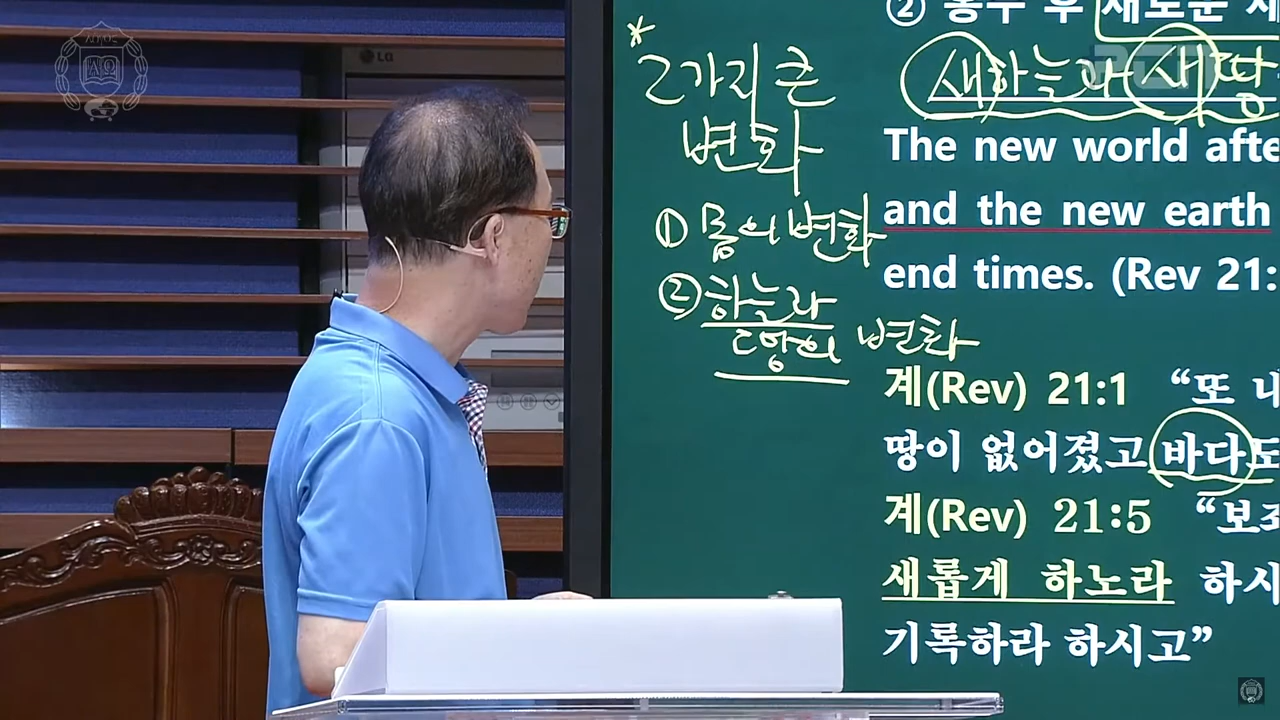 ② 홍수 후 새로운 세
새하늘과 새땅
The new world afte
and the new earth
end times. (Rev 21:
계(Rev) 21:1 “또 내
땅이 없어졌고 바다도
계(Rev) 21:5 “보좌
새롭게 하노라 하시
기록하라 하시고”
*
2가지 큰
변화
① 몸의 변화
② 하늘과
땅의 변화
LG
ΛΟΓΟΣ
ΑΩ